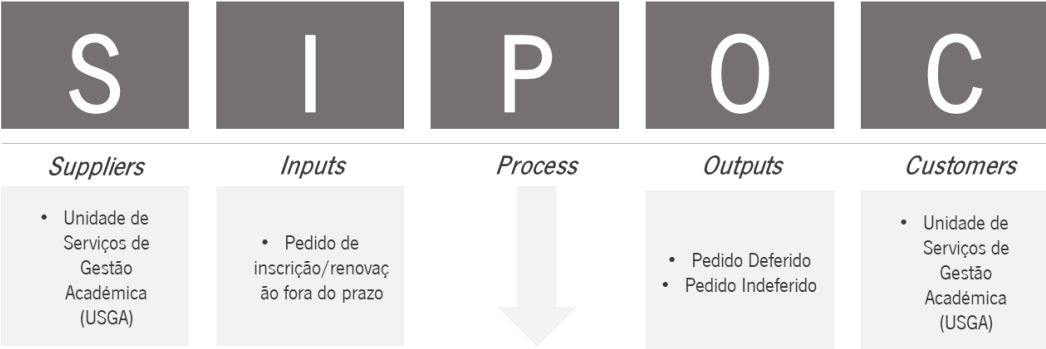 S I P O C
Suppliers Inputs Process Outputs Customers
• Unidade de
Serviços de
Gestão
Académica
(USGA)
• Pedido de
inscrição/renovaç
ão fora do prazo
• Pedido Deferido
• Pedido Indeferido
• Unidade de
Serviços de
Gestão
Académica
(USGA)